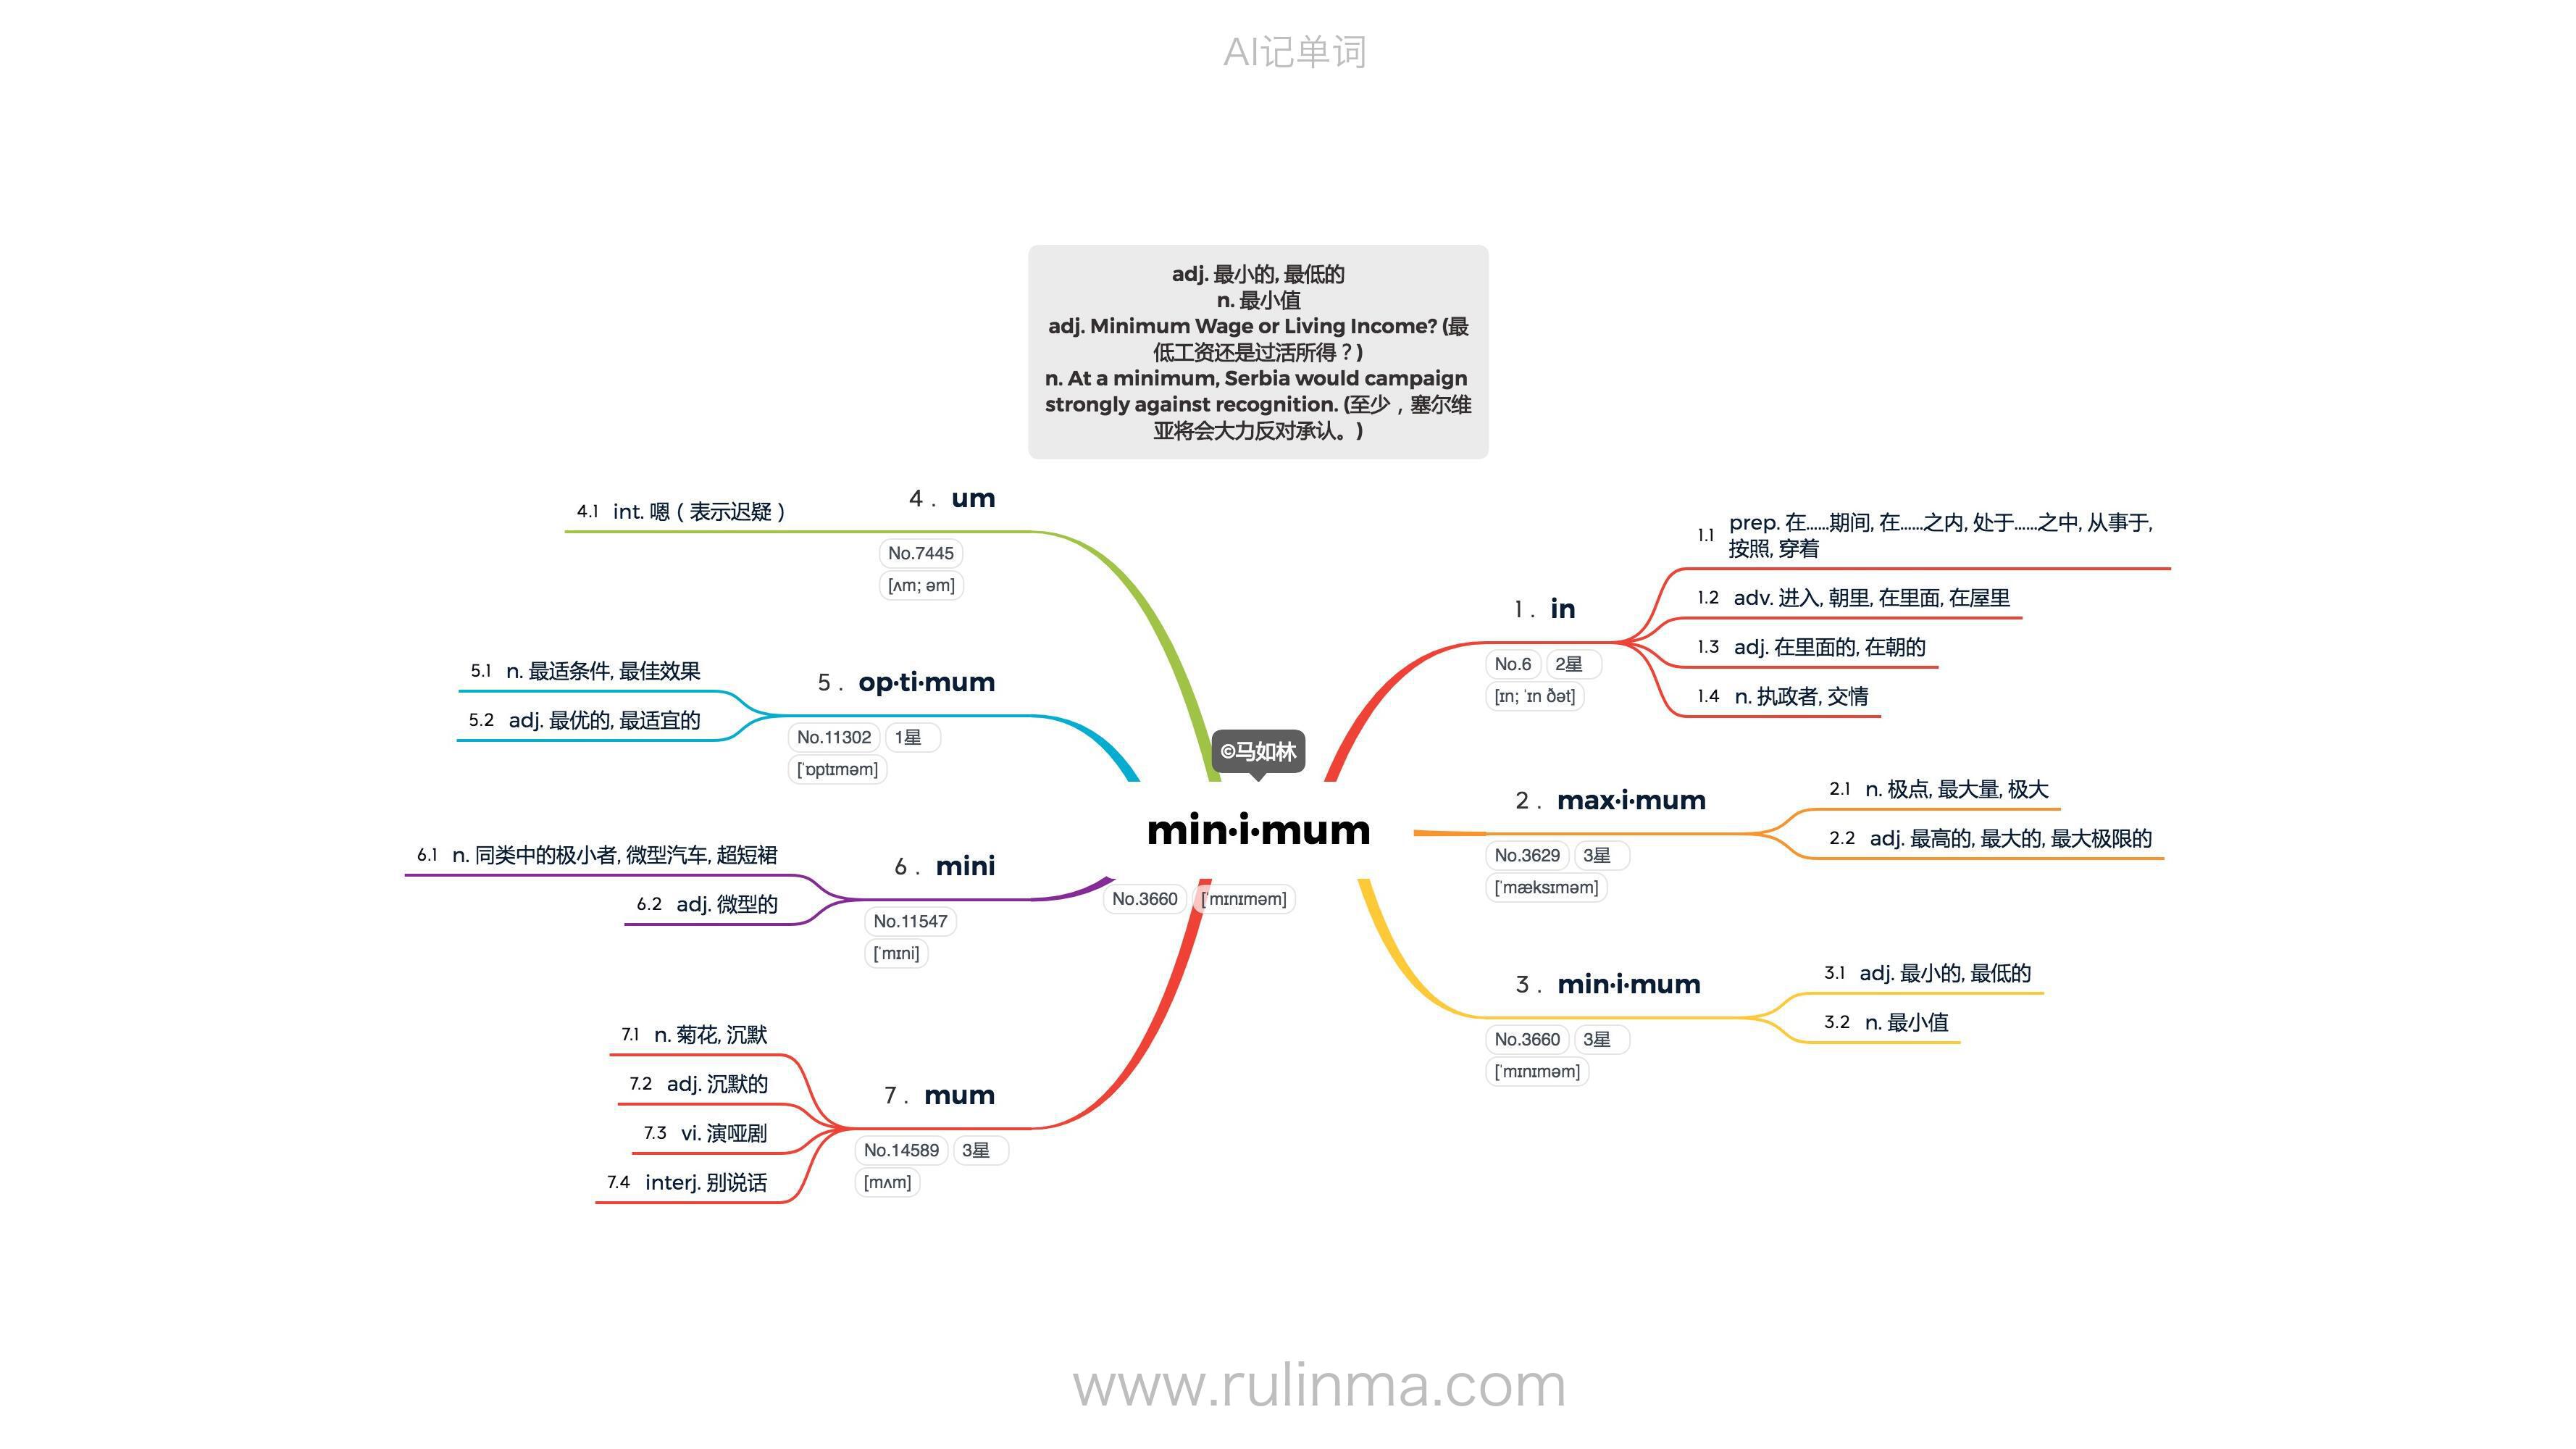 AI记单词
adj. 最小的, 最低的
n. 最小值
adj. Minimum Wage or Living Income? (最
低工资还是过活所得？)
n. At a minimum, Serbia would campaign
strongly against recognition. (至少，塞尔维
亚将会大力反对承认。)
©马如林
min·i·mum
No.3660 [ˈmɪnɪməm]
1. in
No.6 2星
[ɪn; ˈɪn ðət]
1.1 prep. 在......期间, 在......之内, 处于......之中, 从事于,
按照, 穿着
1.2 adv. 进入, 朝里, 在里面, 在屋里
1.3 adj. 在里面的, 在朝的
1.4 n. 执政者, 交情
2. max·i·mum
No.3629 3星
[ˈmæksɪməm]
2.1 n. 极点, 最大量, 极大
2.2 adj. 最高的, 最大的, 最大极限的
3. min·i·mum
No.3660 3星
[ˈmɪnɪməm]
3.1 adj. 最小的, 最低的
3.2 n. 最小值
4. um
No.7445
[ʌm; əm]
4.1 int. 嗯（表示迟疑）
5. op·ti·mum
No.11302 1星
[ˈɒptɪməm]
5.1 n. 最适条件, 最佳效果
5.2 adj. 最优的, 最适宜的
6. mini
No.11547
[ˈmɪni]
6.1 n. 同类中的极小者, 微型汽车, 超短裙
6.2 adj. 微型的
7. mum
No.14589 3星
[mʌm]
7.1 n. 菊花, 沉默
7.2 adj. 沉默的
7.3 vi. 演哑剧
7.4 interj. 别说话
www.rulinma.com